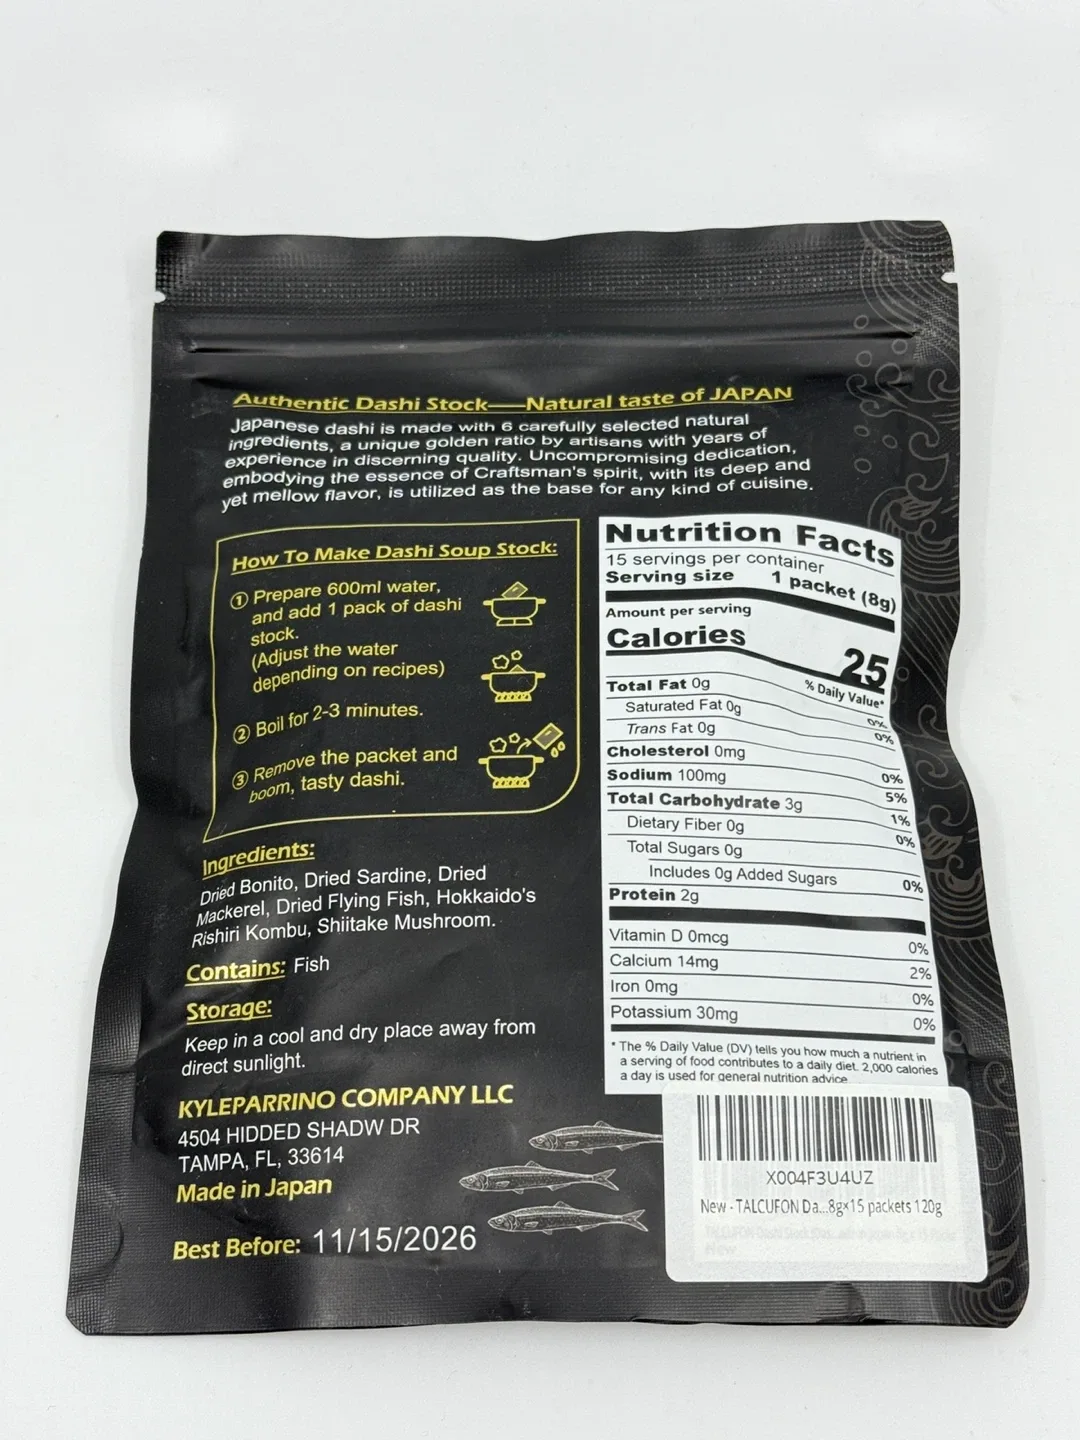 Authentic Dashi Stock—Natural taste of JAPAN
Japanese dashi is made with 6 carefully selected natural
ingredients, a unique golden ratio by artisans with years of
experience in discerning quality. Uncompromising dedication,
embodying the essence of Craftsman's spirit, with its deep and
yet mellow flavor, is utilized as the base for any kind of cuisine.
How To Make Dashi Soup Stock:
① Prepare 600ml water,
and add 1 pack of dashi
stock.
(Adjust the water
depending on recipes)
② Boil for 2-3 minutes.
③ Remove the packet and
boom, tasty dashi.
Ingredients:
Dried Bonito, Dried Sardine, Dried
Mackerel, Dried Flying Fish, Hokkaido's
Rishiri Kombu, Shiitake Mushroom.
Contains: Fish
Storage:
Keep in a cool and dry place away from
direct sunlight.
KYLEPARRINO COMPANY LLC
4504 HIDDED SHADW DR
TAMPA, FL, 33614
Made in Japan
Best Before: 11/15/2026
Nutrition Facts
15 servings per container
Serving size 1 packet (8g)
Amount per serving
Calories 25
% Daily Value*
Total Fat 0g 0%
Saturated Fat 0g 0%
Trans Fat 0g
Cholesterol 0mg 0%
Sodium 100mg 5%
Total Carbohydrate 3g 1%
Dietary Fiber 0g 0%
Total Sugars 0g
Includes 0g Added Sugars 0%
Protein 2g
Vitamin D 0mcg 0%
Calcium 14mg 2%
Iron 0mg 0%
Potassium 30mg 0%
* The % Daily Value (DV) tells you how much a nutrient in
a serving of food contributes to a daily diet. 2,000 calories
a day is used for general nutrition advice
X004F3U4UZ
New - TALCUFON Da...8g×15 packets 120g